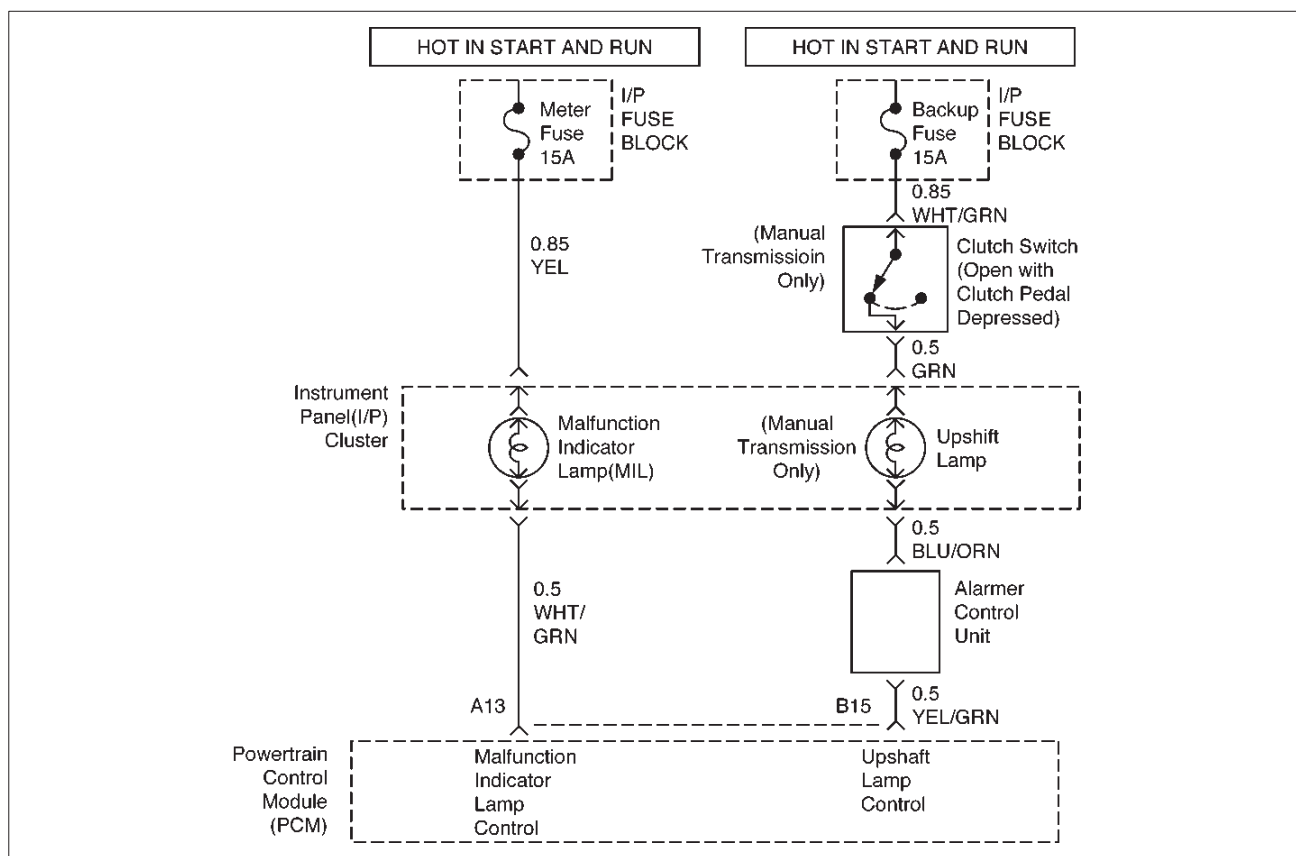 HOT IN START AND RUN
HOT IN START AND RUN
Meter
Fuse
15A
I/P
FUSE
BLOCK
Backup
Fuse
15A
I/P
FUSE
BLOCK
0.85
WHT/GRN
0.85
YEL
(Manual
Transmissioin
Only)
Clutch Switch
(Open with
Clutch Pedal
Depressed)
0.5
GRN
Instrument
Panel(I/P)
Cluster
Malfunction
Indicator
Lamp(MIL)
(Manual
Transmission
Only)
Upshift
Lamp
0.5
BLU/ORN
0.5
WHT/
GRN
Alarmer
Control
Unit
A13
B15
0.5
YEL/GRN
Powertrain
Control
Module
(PCM)
Malfunction
Indicator
Lamp
Control
Upshaft
Lamp
Control